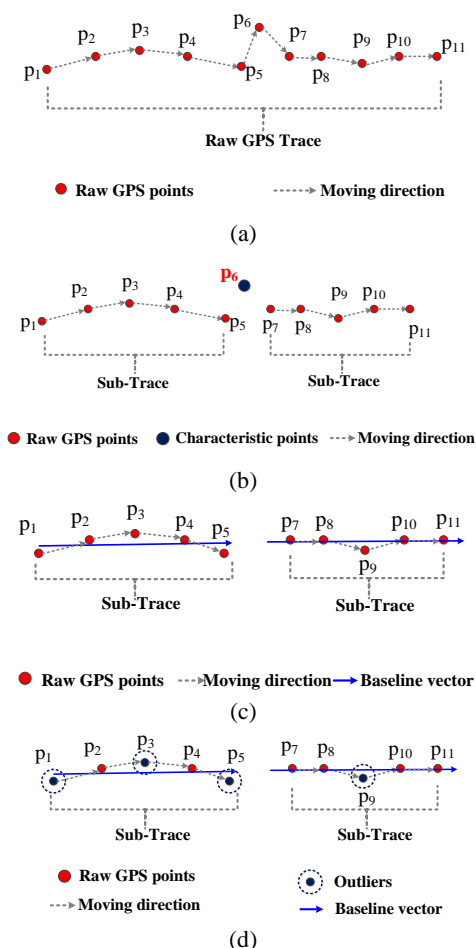 p1 p2 p3 p4 p5 p6 p7 p8 p9 p10 p11
Raw GPS Trace
Raw GPS points Moving direction
(a)
p1 p2 p3 p4 p5 p6 p7 p8 p9 p10 p11
Sub-Trace Sub-Trace
Raw GPS points Characteristic points Moving direction
(b)
p1 p2 p3 p4 p5 p7 p8 p9 p10 p11
Sub-Trace Sub-Trace
Raw GPS points Moving direction Baseline vector
(c)
p1 p2 p3 p4 p5 p7 p8 p9 p10 p11
Sub-Trace Sub-Trace
Raw GPS points Outliers
Moving direction Baseline vector
(d)